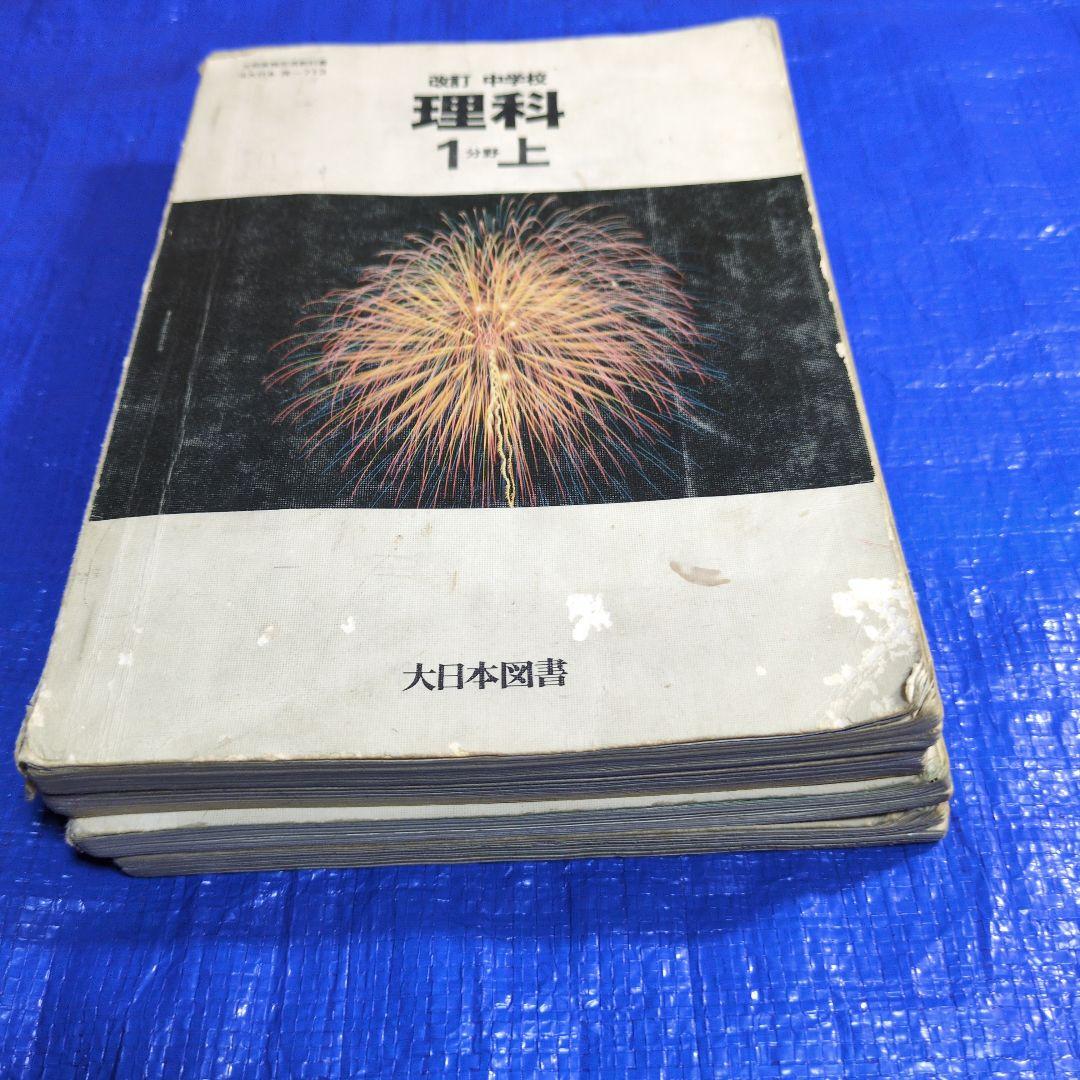 改訂 中学校
理科
1分野上
大日本図書